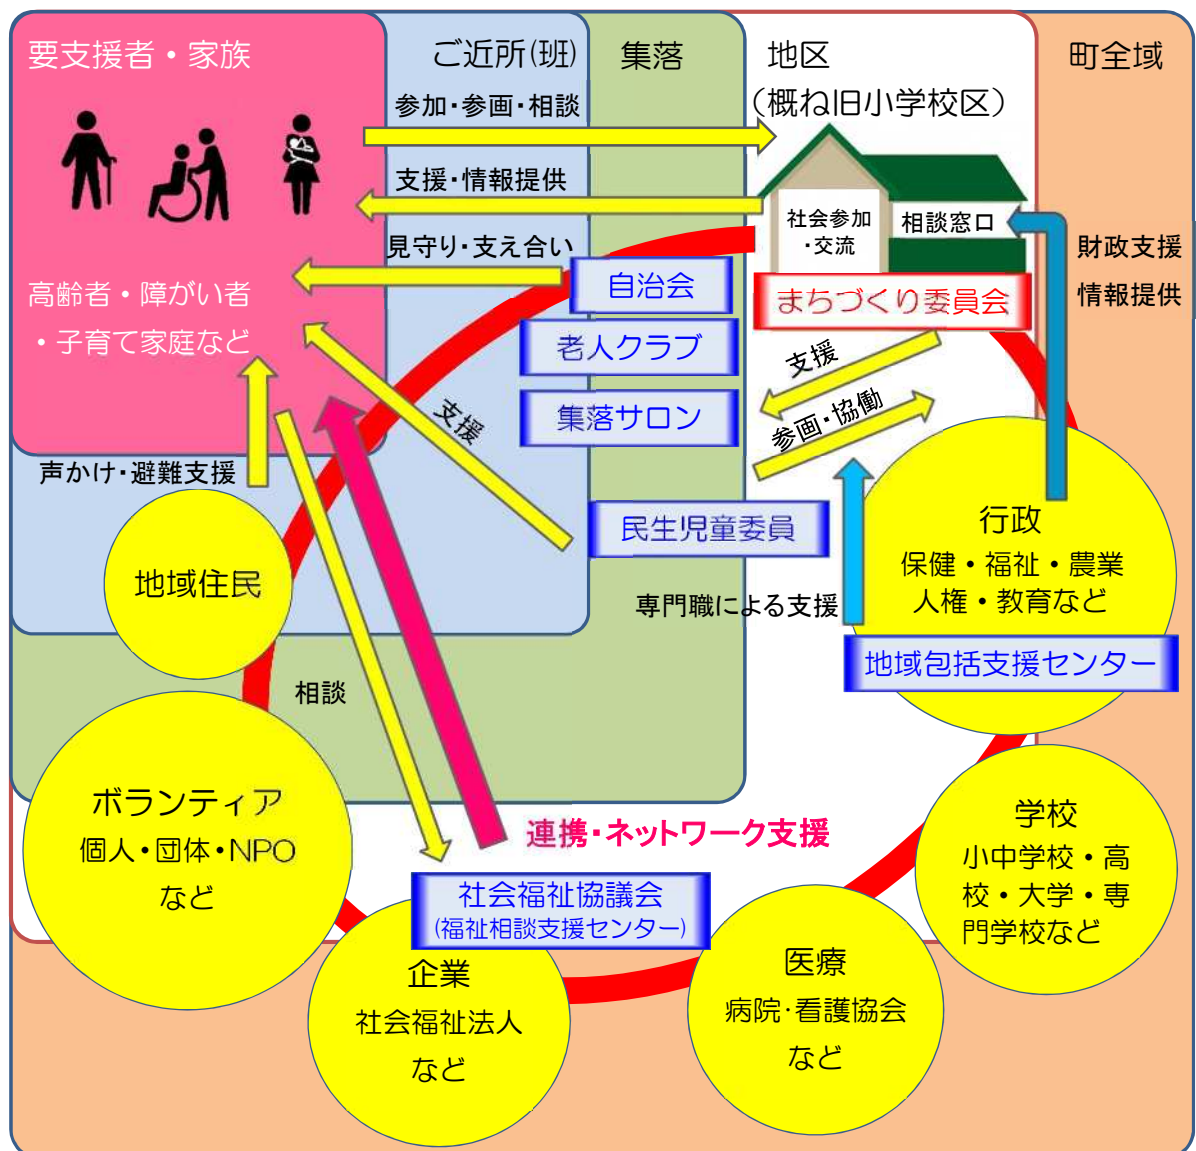 要支援者・家族
ご近所(班)
集落
地区
(概ね旧小学校区)
町全域
参加・参画・相談
支援・情報提供
見守り・支え合い
社会参加
・交流
相談窓口
財政支援
情報提供
高齢者・障がい者
・子育て家庭など
自治会
まちづくり委員会
老人クラブ
集落サロン
支援
参画・協働
支援
声かけ・避難支援
民生児童委員
地域住民
専門職による支援
行政
保健・福祉・農業
人権・教育など
地域包括支援センター
相談
ボランティア
個人・団体・NPO
など
連携・ネットワーク支援
学校
小中学校・高
校・大学・専
門学校など
社会福祉協議会
(福祉相談支援センター)
企業
社会福祉法人
など
医療
病院・看護協会
など